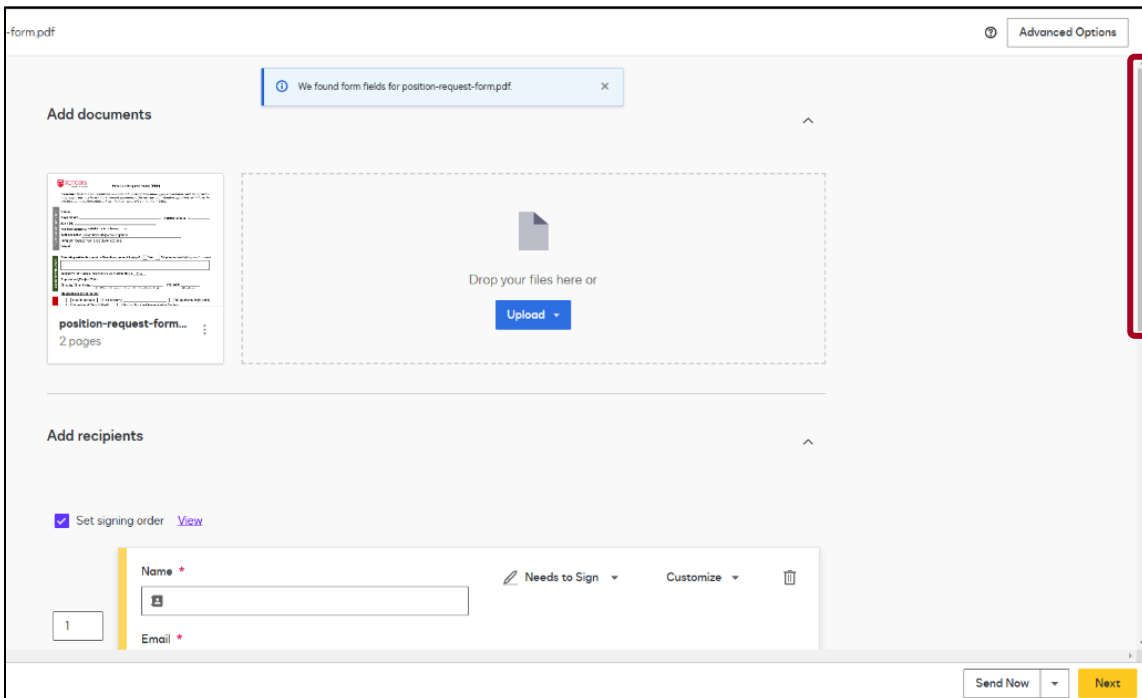 -form.pdf
Advanced Options
We found form fields for position-request-form.pdf.
Add documents
RUTGERS
Drop your files here or
Upload
position-request-form...
2 pages
Add recipients
Set signing order View
Name *
Needs to Sign
Customize
1
Email *
Send Now
Next